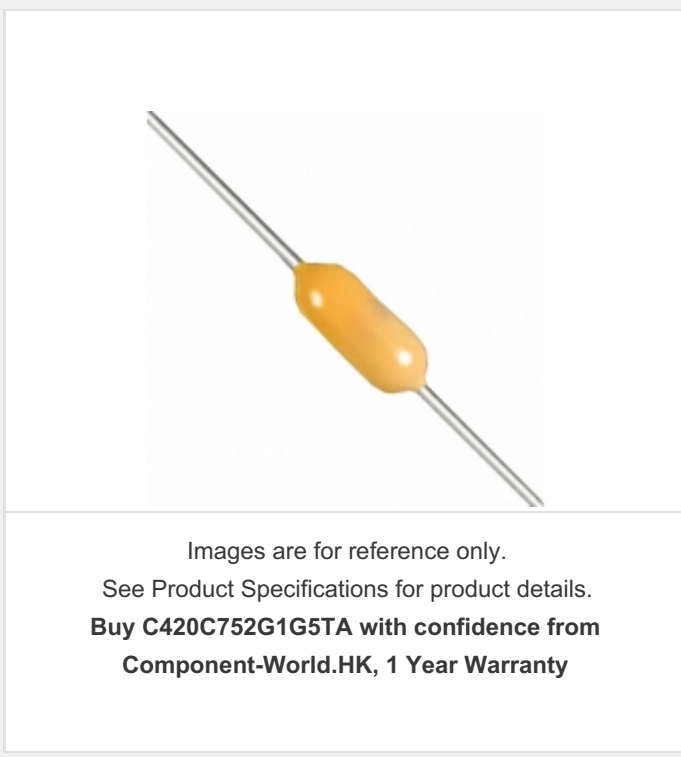 Images are for reference only.
See Product Specifications for product details.
Buy C420C752G1G5TA with confidence from
Component-World.HK, 1 Year Warranty